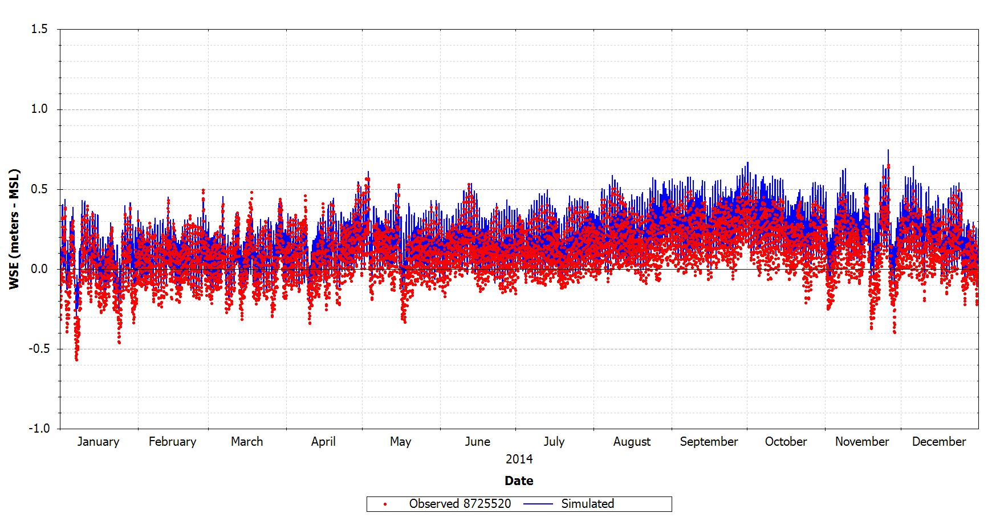 1.5
1.0
0.5
0.0
-0.5
-1.0
WSE (meters - MSL)
January February March April May June July August September October November December
2014
Date
Observed 8725520 Simulated